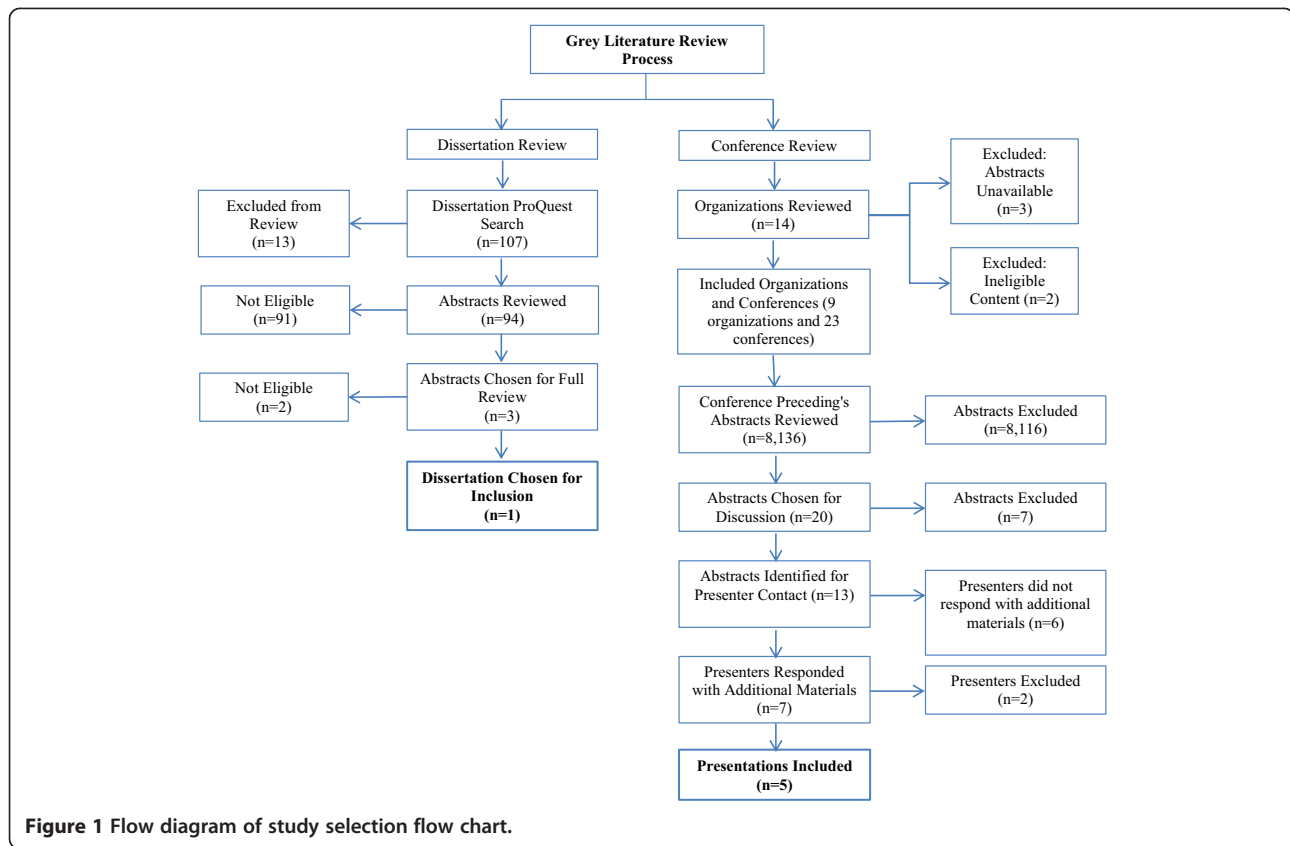 Grey Literature Review
Process
Dissertation Review
Dissertation ProQuest
Search
(n=107)
Excluded from
Review
(n=13)
Abstracts Reviewed
(n=94)
Not Eligible
(n=91)
Abstracts Chosen for Full
Review
(n=3)
Not Eligible
(n=2)
Dissertation Chosen for
Inclusion
(n=1)
Conference Review
Organizations Reviewed
(n=14)
Excluded:
Abstracts
Unavailable
(n=3)
Excluded:
Ineligible
Content (n=2)
Included Organizations
and Conferences (9
organizations and 23
conferences)
Conference Preceding's
Abstracts Reviewed
(n=8,136)
Abstracts Excluded
(n=8,116)
Abstracts Chosen for
Discussion (n=20)
Abstracts Excluded
(n=7)
Abstracts Identified for
Presenter Contact (n=13)
Presenters did not
respond with additional
materials (n=6)
Presenters Responded
with Additional Materials
(n=7)
Presenters Excluded
(n=2)
Presentations Included
(n=5)
Figure 1 Flow diagram of study selection flow chart.